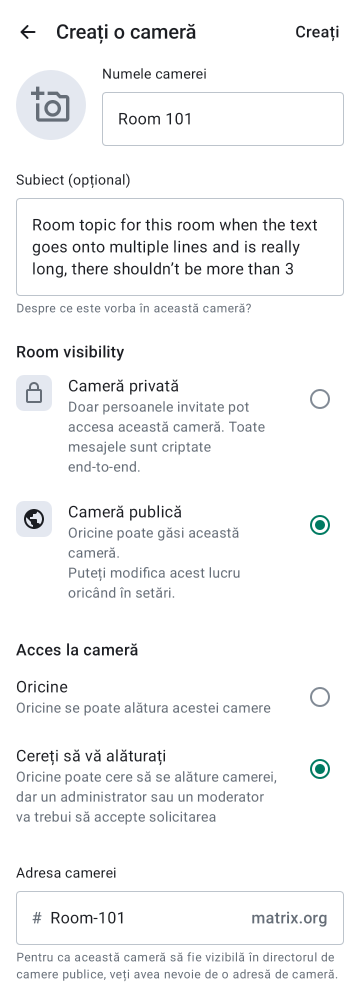 Creați o cameră
Creați
Numele camerei
Room 101
Subiect (opțional)
Room topic for this room when the text
goes onto multiple lines and is really
long, there shouldn’t be more than 3
Despre ce este vorba în această cameră?
Room visibility
Cameră privată
Doar persoanele invitate pot
accesa această cameră. Toate
mesajele sunt criptate
end-to-end.
Cameră publică
Oricine poate găsi această
cameră.
Puteți modifica acest lucru
oricând în setări.
Acces la cameră
Oricine
Oricine se poate alătura acestei camere
Cereți să vă alăturați
Oricine poate cere să se alăture camerei,
dar un administrator sau un moderator
va trebui să accepte solicitarea
Adresa camerei
# Room-101 matrix.org
Pentru ca această cameră să fie vizibilă în directorul de
camere publice, veți avea nevoie de o adresă de cameră.